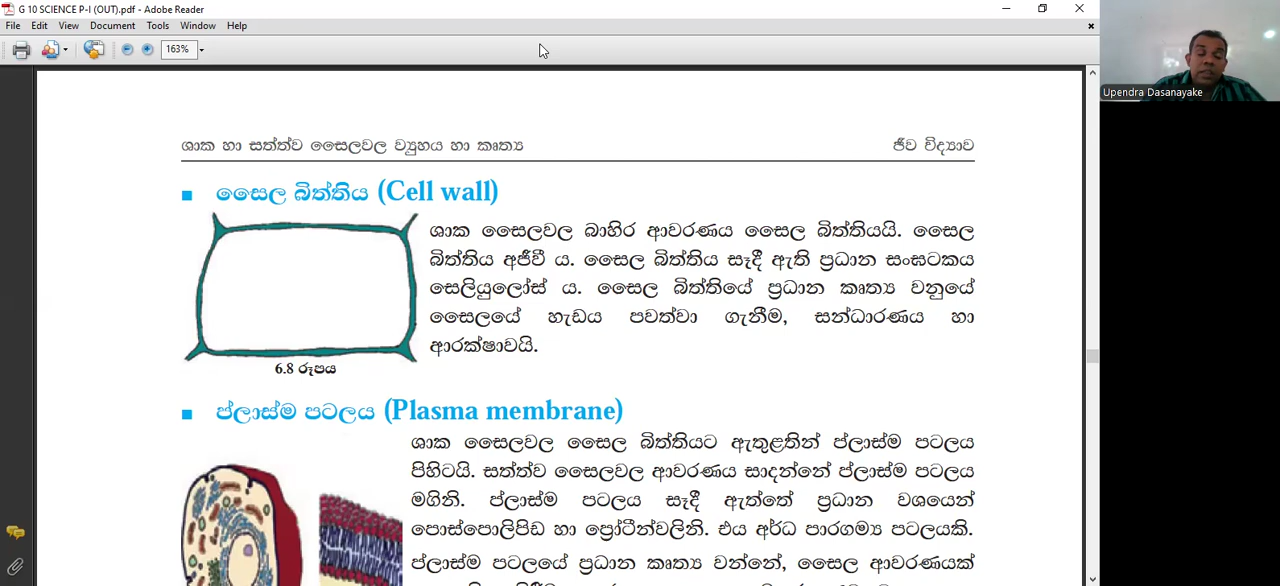 G 10 SCIENCE P-I (OUT).pdf - Adobe Reader
File Edit View Document Tools Window Help
163%
Upendra Dasanayake
ශාක හා සත්ත්ව සෛලවල ව්‍යුහය හා කෘත්‍ය
ජීව විද්‍යාව
සෛල බිත්තිය (Cell wall)
ශාක සෛලවල බාහිර ආවරණය සෛල බිත්තියයි. සෛල
බිත්තිය අජීවී ය. සෛල බිත්තිය සෑදී ඇති ප්‍රධාන සංඝටකය
සෙලියුලෝස් ය. සෛල බිත්තියේ ප්‍රධාන කෘත්‍ය වනුයේ
සෛලයේ හැඩය පවත්වා ගැනීම, සන්ධාරණය හා
ආරක්ෂාවයි.
6.8 රූපය
ප්ලාස්ම පටලය (Plasma membrane)
ශාක සෛලවල සෛල බිත්තියට ඇතුළතින් ප්ලාස්ම පටලය
පිහිටයි. සත්ත්ව සෛලවල ආවරණය සාදන්නේ ප්ලාස්ම පටලය
මගිනි. ප්ලාස්ම පටලය සෑදී ඇත්තේ ප්‍රධාන වශයෙන්
පොස්පොලිපිඩ හා ප්‍රෝටීන්වලිනි. එය අර්ධ පාරගම්‍ය පටලයකි.
ප්ලාස්ම පටලයේ ප්‍රධාන කෘත්‍ය වන්නේ, සෛල ආවරණයක්